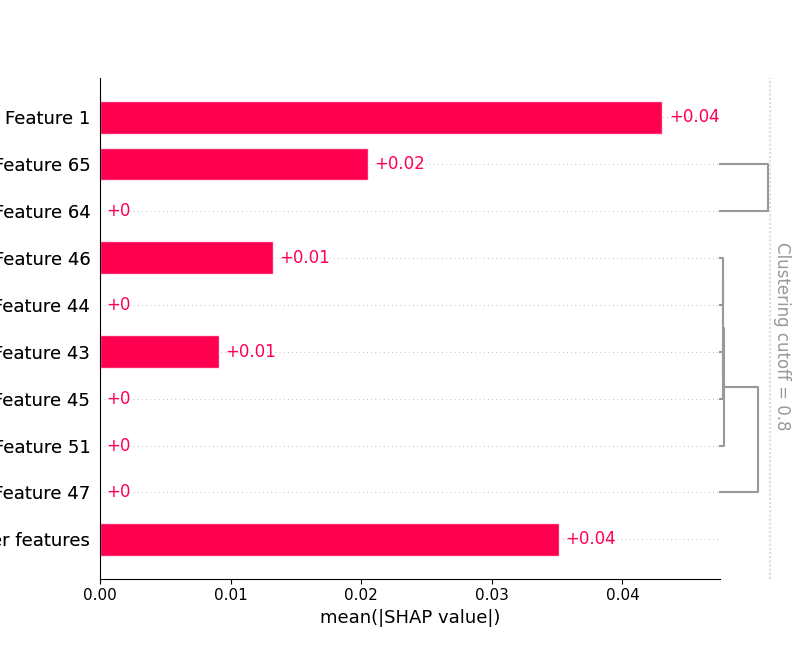 Feature 1
+0.04
Feature 65
+0.02
Feature 64
+0
Feature 46
+0.01
Feature 44
+0
Feature 43
+0.01
Feature 45
+0
Feature 51
+0
Feature 47
+0
features
+0.04
Clustering cutoff = 0.8
0.00 0.01 0.02 0.03 0.04
mean(|SHAP value|)